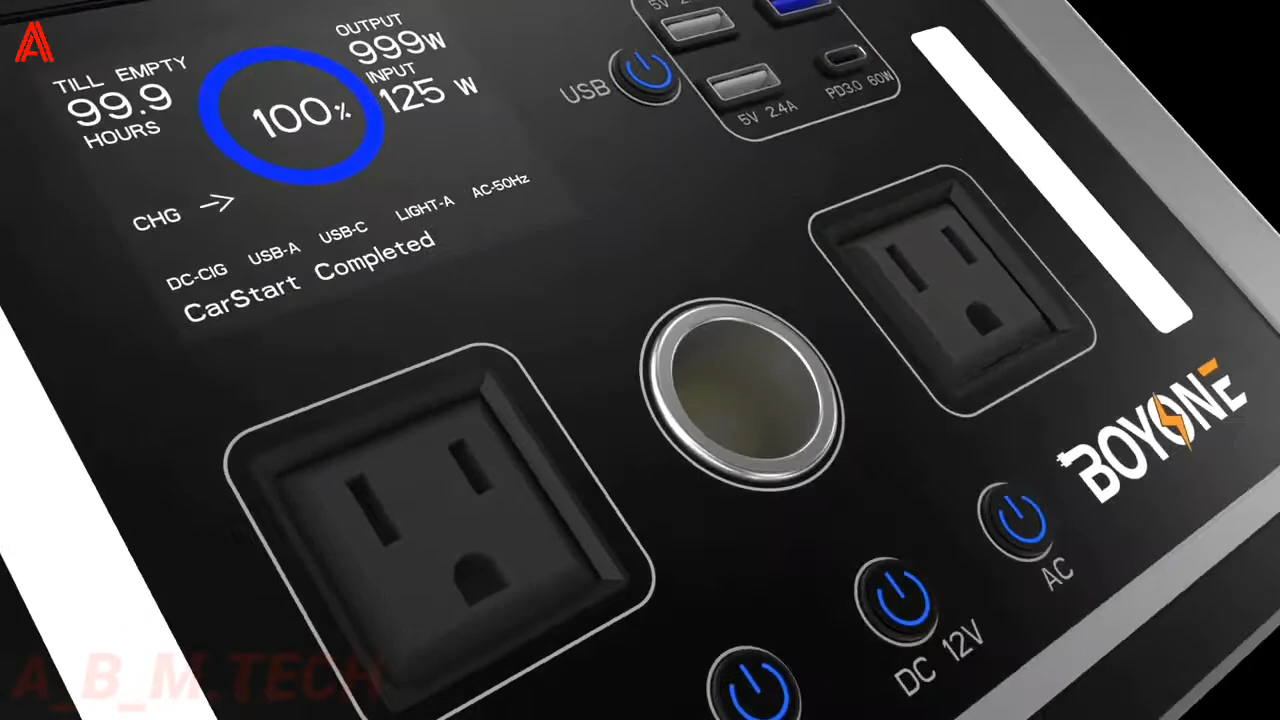 TILL EMPTY
99.9
HOURS
100%
OUTPUT
999W
INPUT
125 W
CHG
DC-CIG USB-A USB-C LIGHT-A AC-50Hz
CarStart Completed
USB
5V 2.4A
PD3.0 60W
BOYONE
AC
DC 12V
A_B_M.TECH